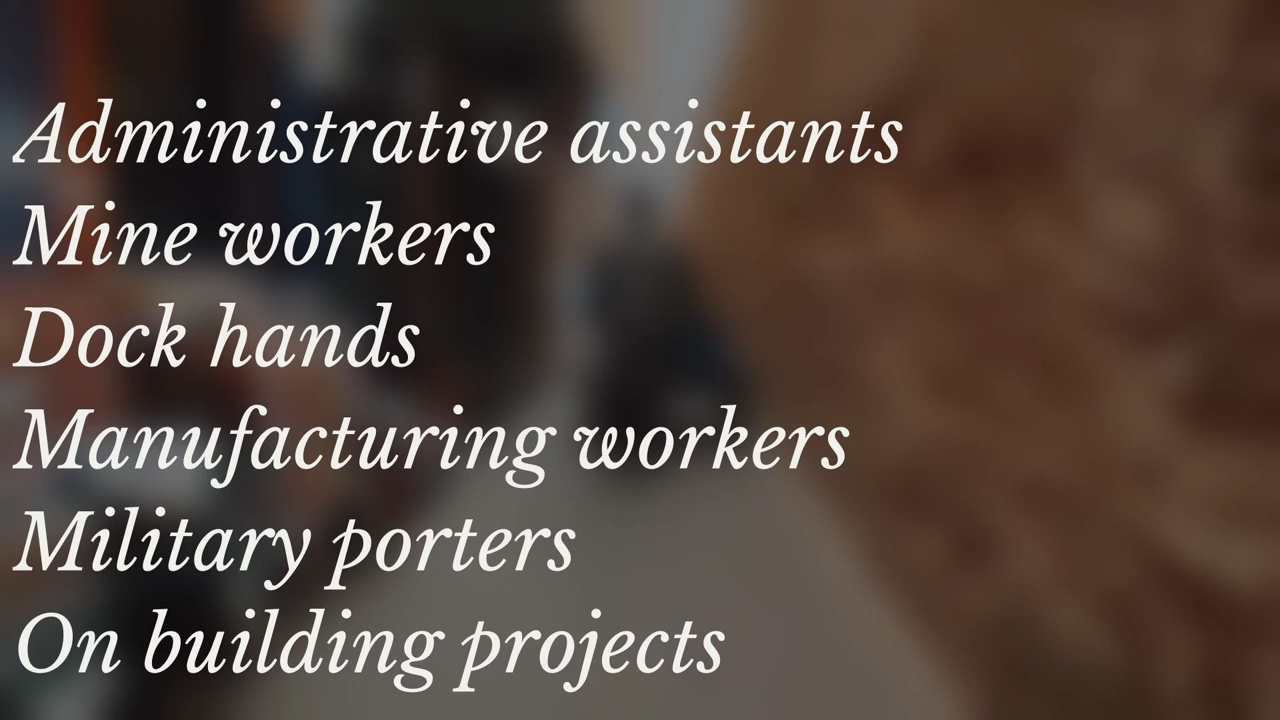 Administrative assistants
Mine workers
Dock hands
Manufacturing workers
Military porters
On building projects